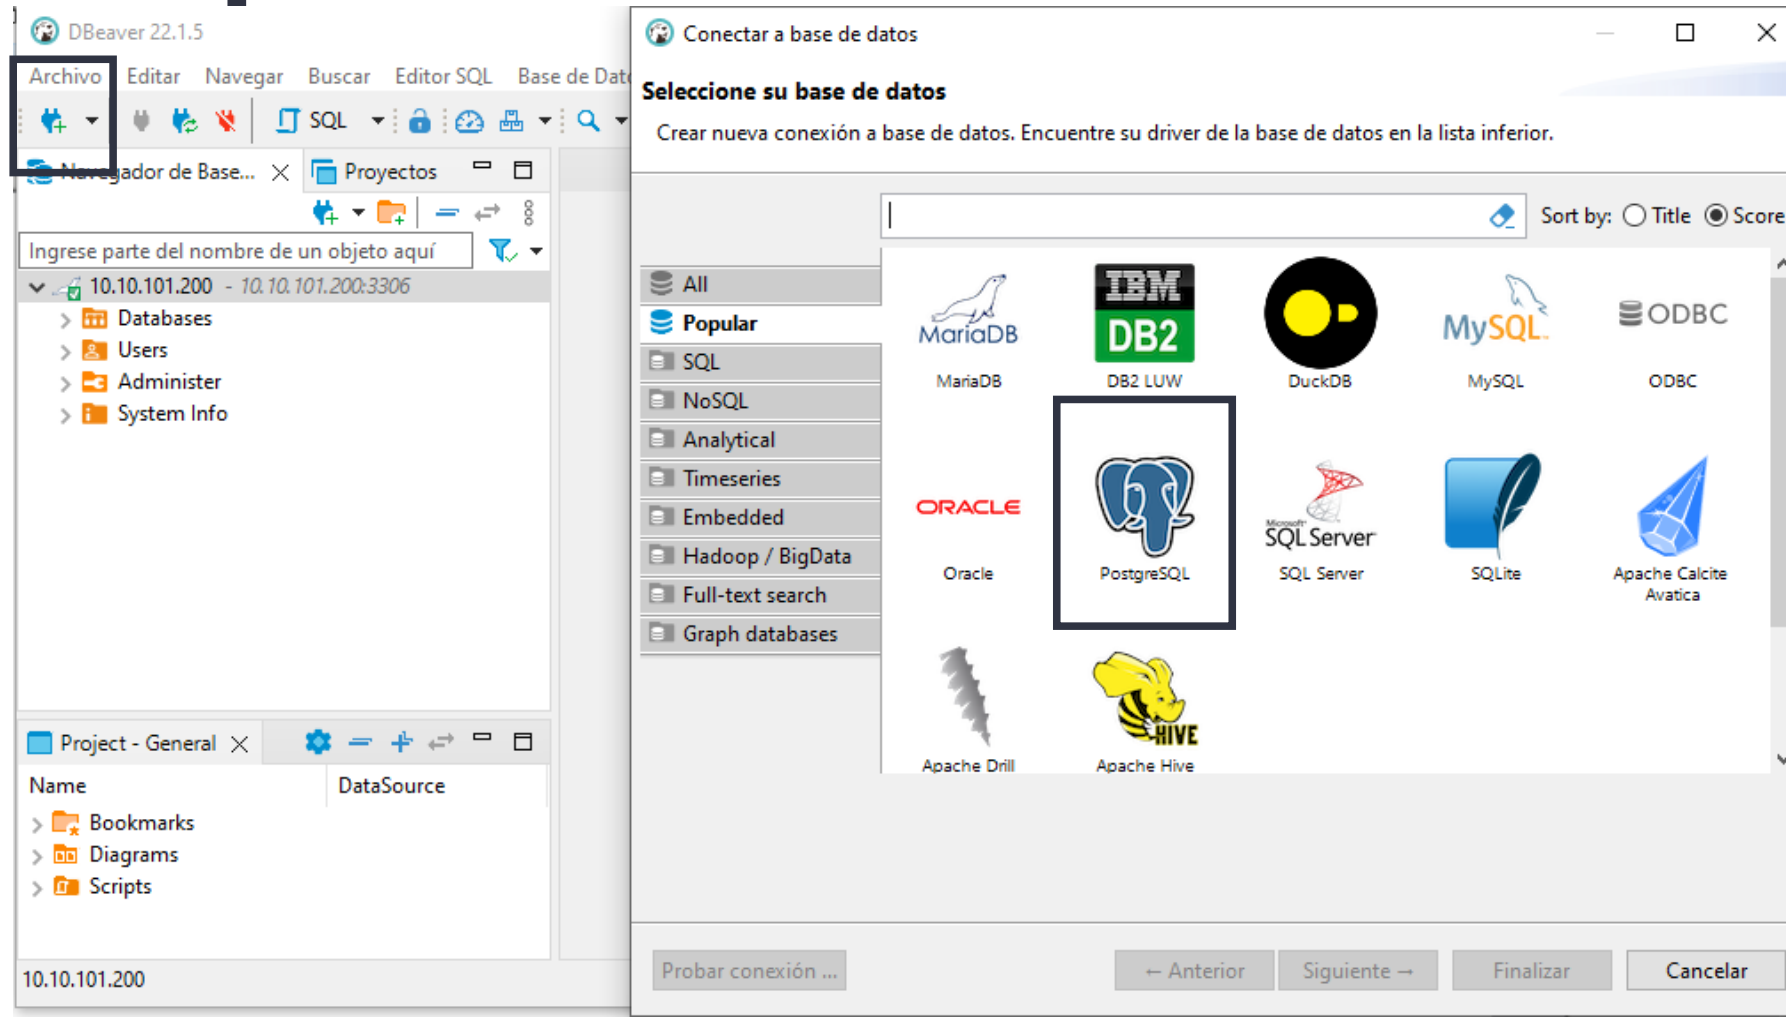 DBeaver 22.1.5
Archivo Editar Navegar Buscar Editor SQL Base de Dat
SQL
Navegador de Base... Proyectos
Ingrese parte del nombre de un objeto aquí
10.10.101.200 - 10.10.101.200:3306
Databases
Users
Administer
System Info
Project - General
Name DataSource
Bookmarks
Diagrams
Scripts
10.10.101.200
Conectar a base de datos
Seleccione su base de datos
Crear nueva conexión a base de datos. Encuentre su driver de la base de datos en la lista inferior.
Sort by: Title Score
All
Popular
SQL
NoSQL
Analytical
Timeseries
Embedded
Hadoop / BigData
Full-text search
Graph databases
MariaDB IBM DB2 MySQL ODBC
MariaDB DB2 LUW DuckDB MySQL ODBC
ORACLE Microsoft SQL Server
Oracle PostgreSQL SQL Server SQLite Apache Calcite
Avatica
HIVE
Apache Drill Apache Hive
Probar conexión ... ← Anterior Siguiente → Finalizar Cancelar